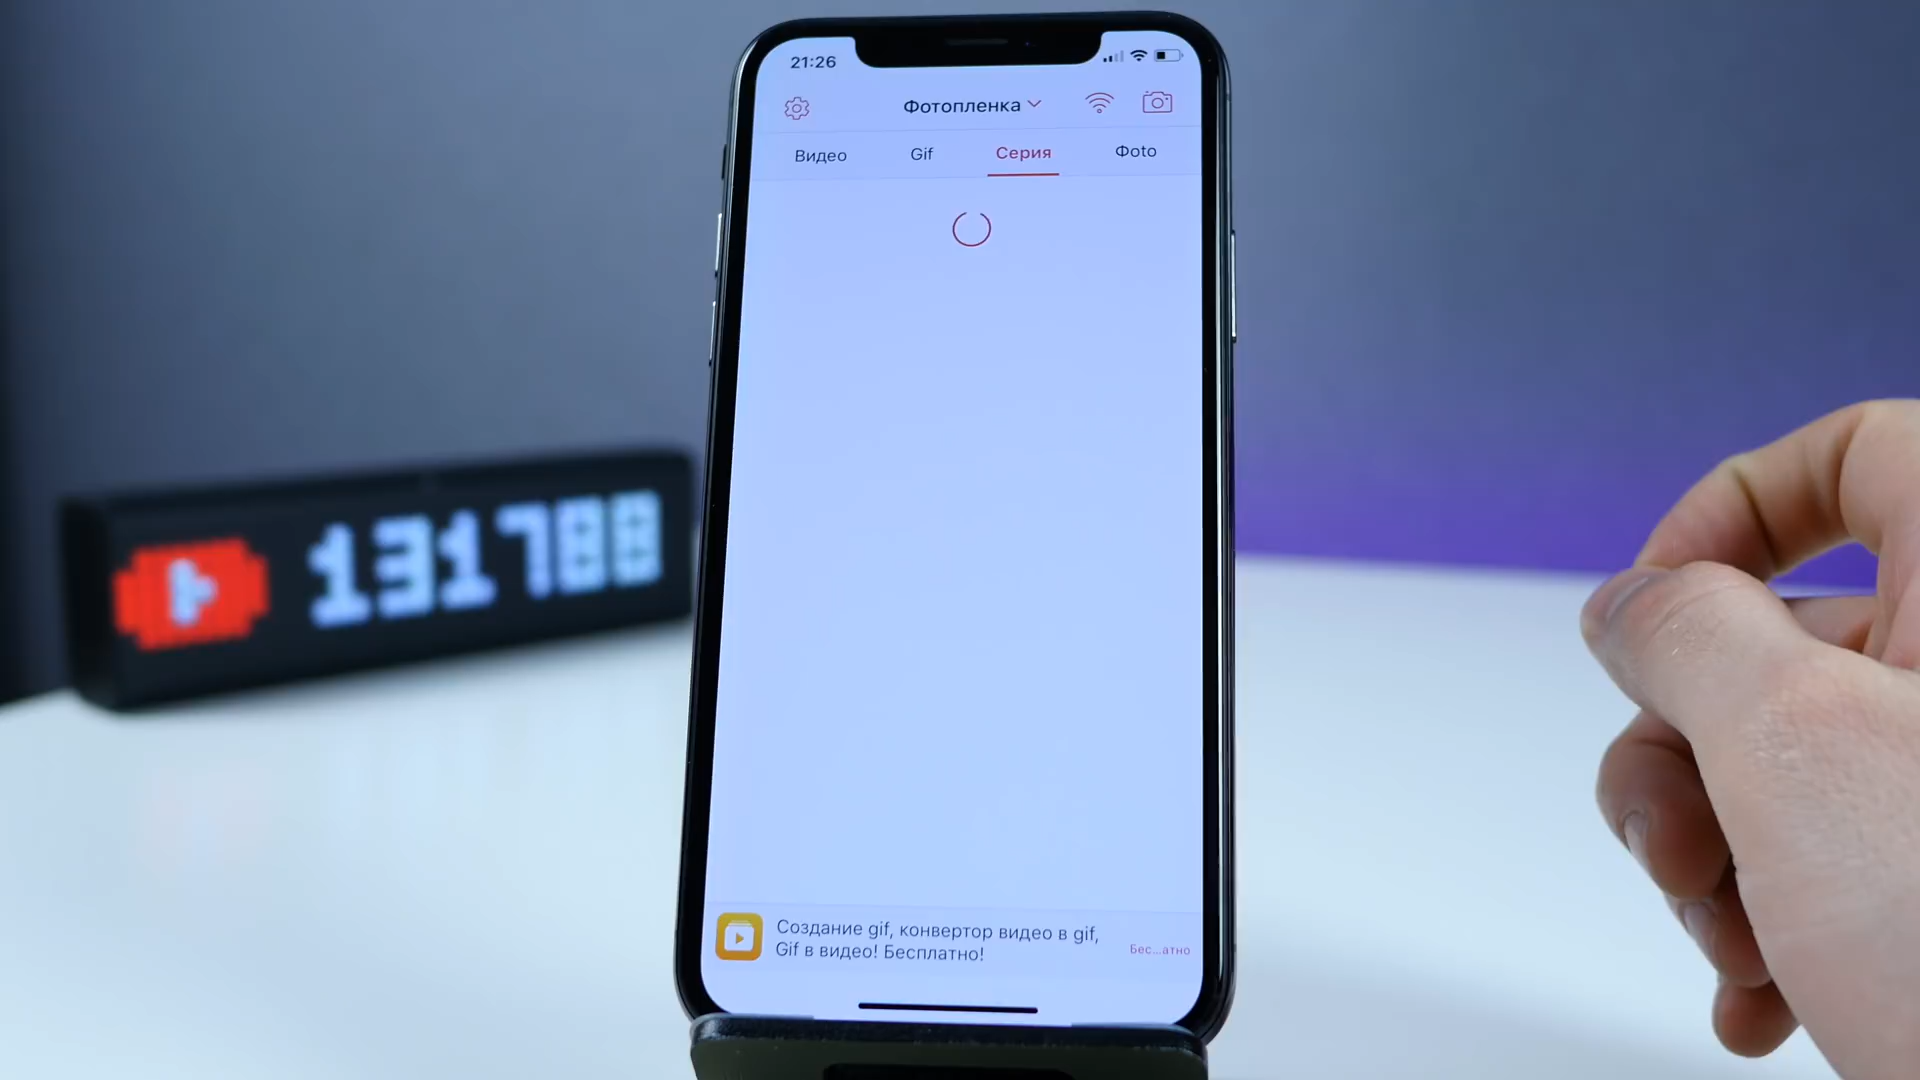 21:26
Фотопленка
Видео
Gif
Серия
Фото
131788
Создание gif, конвертор видео в gif,
Gif в видео! Бесплатно!
Бес...атно